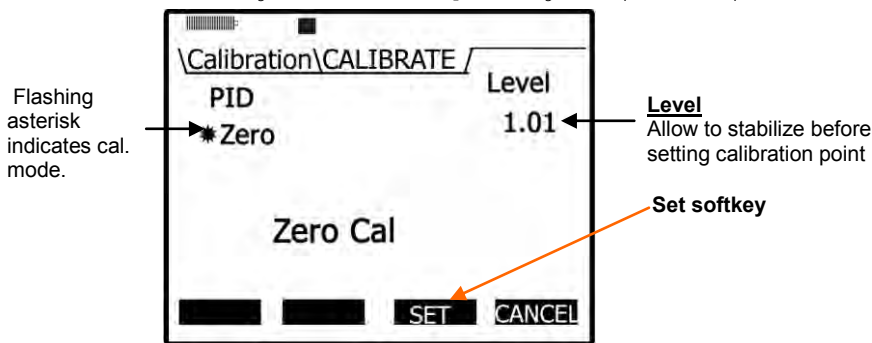 \Calibration\CALIBRATE /
PID
Level
✷Zero
1.01
Zero Cal
SET
CANCEL
Flashing
asterisk
indicates cal.
mode.
Level
Allow to stabilize before
setting calibration point
Set softkey